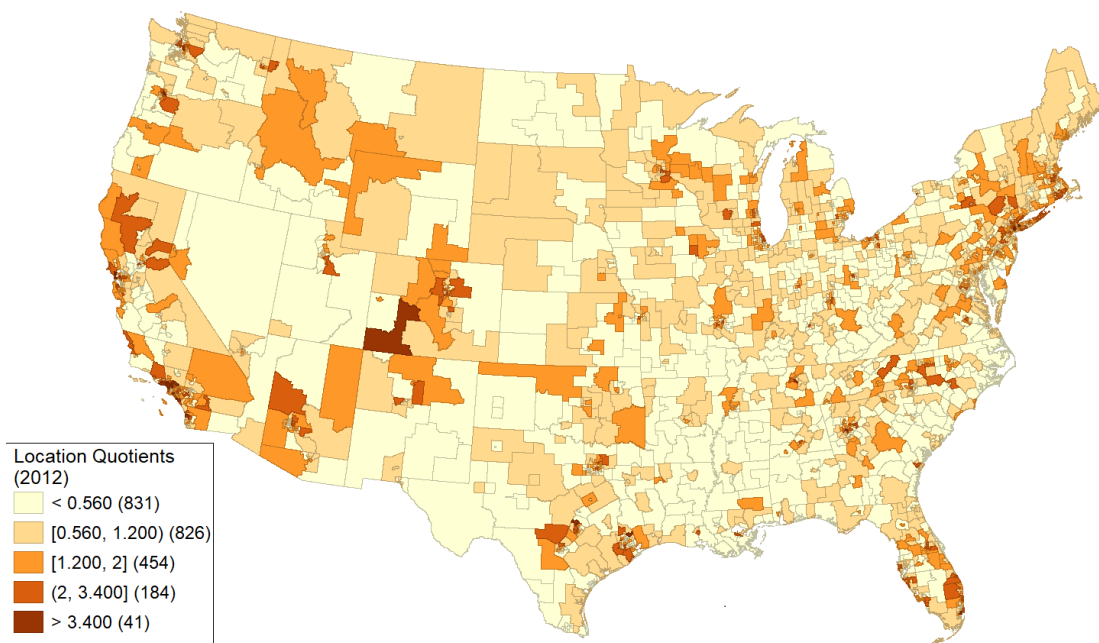 Location Quotients
(2012)
< 0.560 (831)
[0.560, 1.200) (826)
[1.200, 2] (454)
(2, 3.400] (184)
> 3.400 (41)